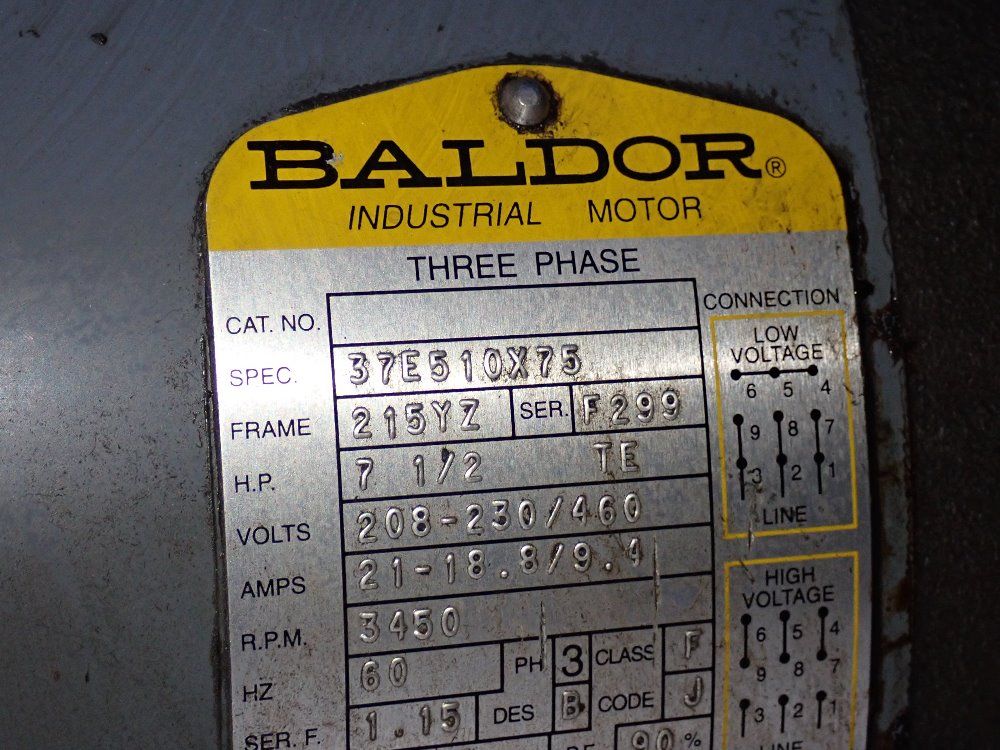 BALDOR®
INDUSTRIAL MOTOR
THREE PHASE
CAT. NO.
SPEC. 37E510X75
FRAME 215YZ SER. F299
H.P. 7 1/2 TE
VOLTS 208-230/460
AMPS 21-18.8/9.4
R.P.M. 3450
HZ 60 PH 3 CLASS F
SER. F. 1.15 DES B CODE J
90 %
CONNECTION
LOW
VOLTAGE
6 5 4
9 8 7
3 2 1
LINE
HIGH
VOLTAGE
6 5 4
9 8 7
3 2 1
LINE